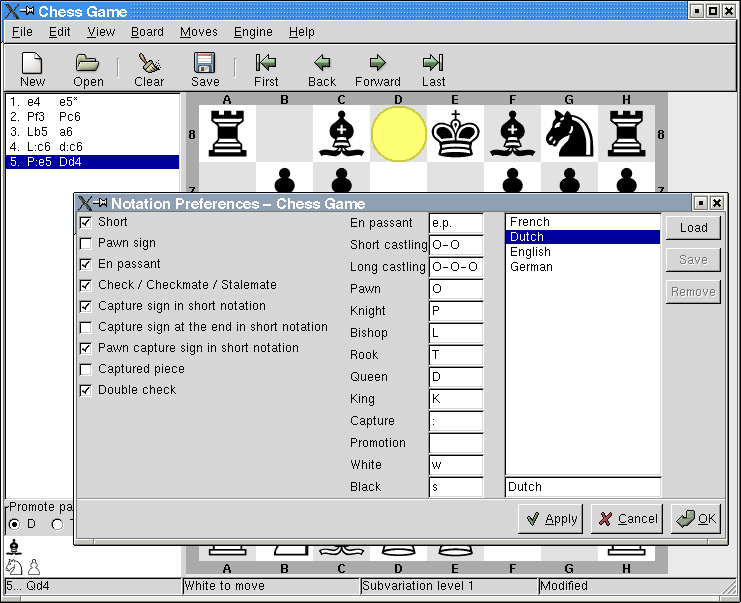 Chess Game
File Edit View Board Moves Engine Help
New Open Clear Save First Back Forward Last
A B C D E F G H
1. e4 e5*
2. Pf3 Pc6
3. Lb5 a6
4. L:c6 d:c6
5. P:e5 Dd4
8 8
Notation Preferences – Chess Game
Short
Pawn sign
En passant
Check / Checkmate / Stalemate
Capture sign in short notation
Capture sign at the end in short notation
Pawn capture sign in short notation
Captured piece
Double check
En passant e.p.
Short castling O-O
Long castling O-O-O
Pawn O
Knight P
Bishop L
Rook T
Queen D
King K
Capture :
Promotion
White w
Black s
French
Dutch
English
German
Dutch
Load
Save
Remove
Apply Cancel OK
Promote pa
D
A B C D E F G H
5... Qd4 White to move Subvariation level 1 Modified